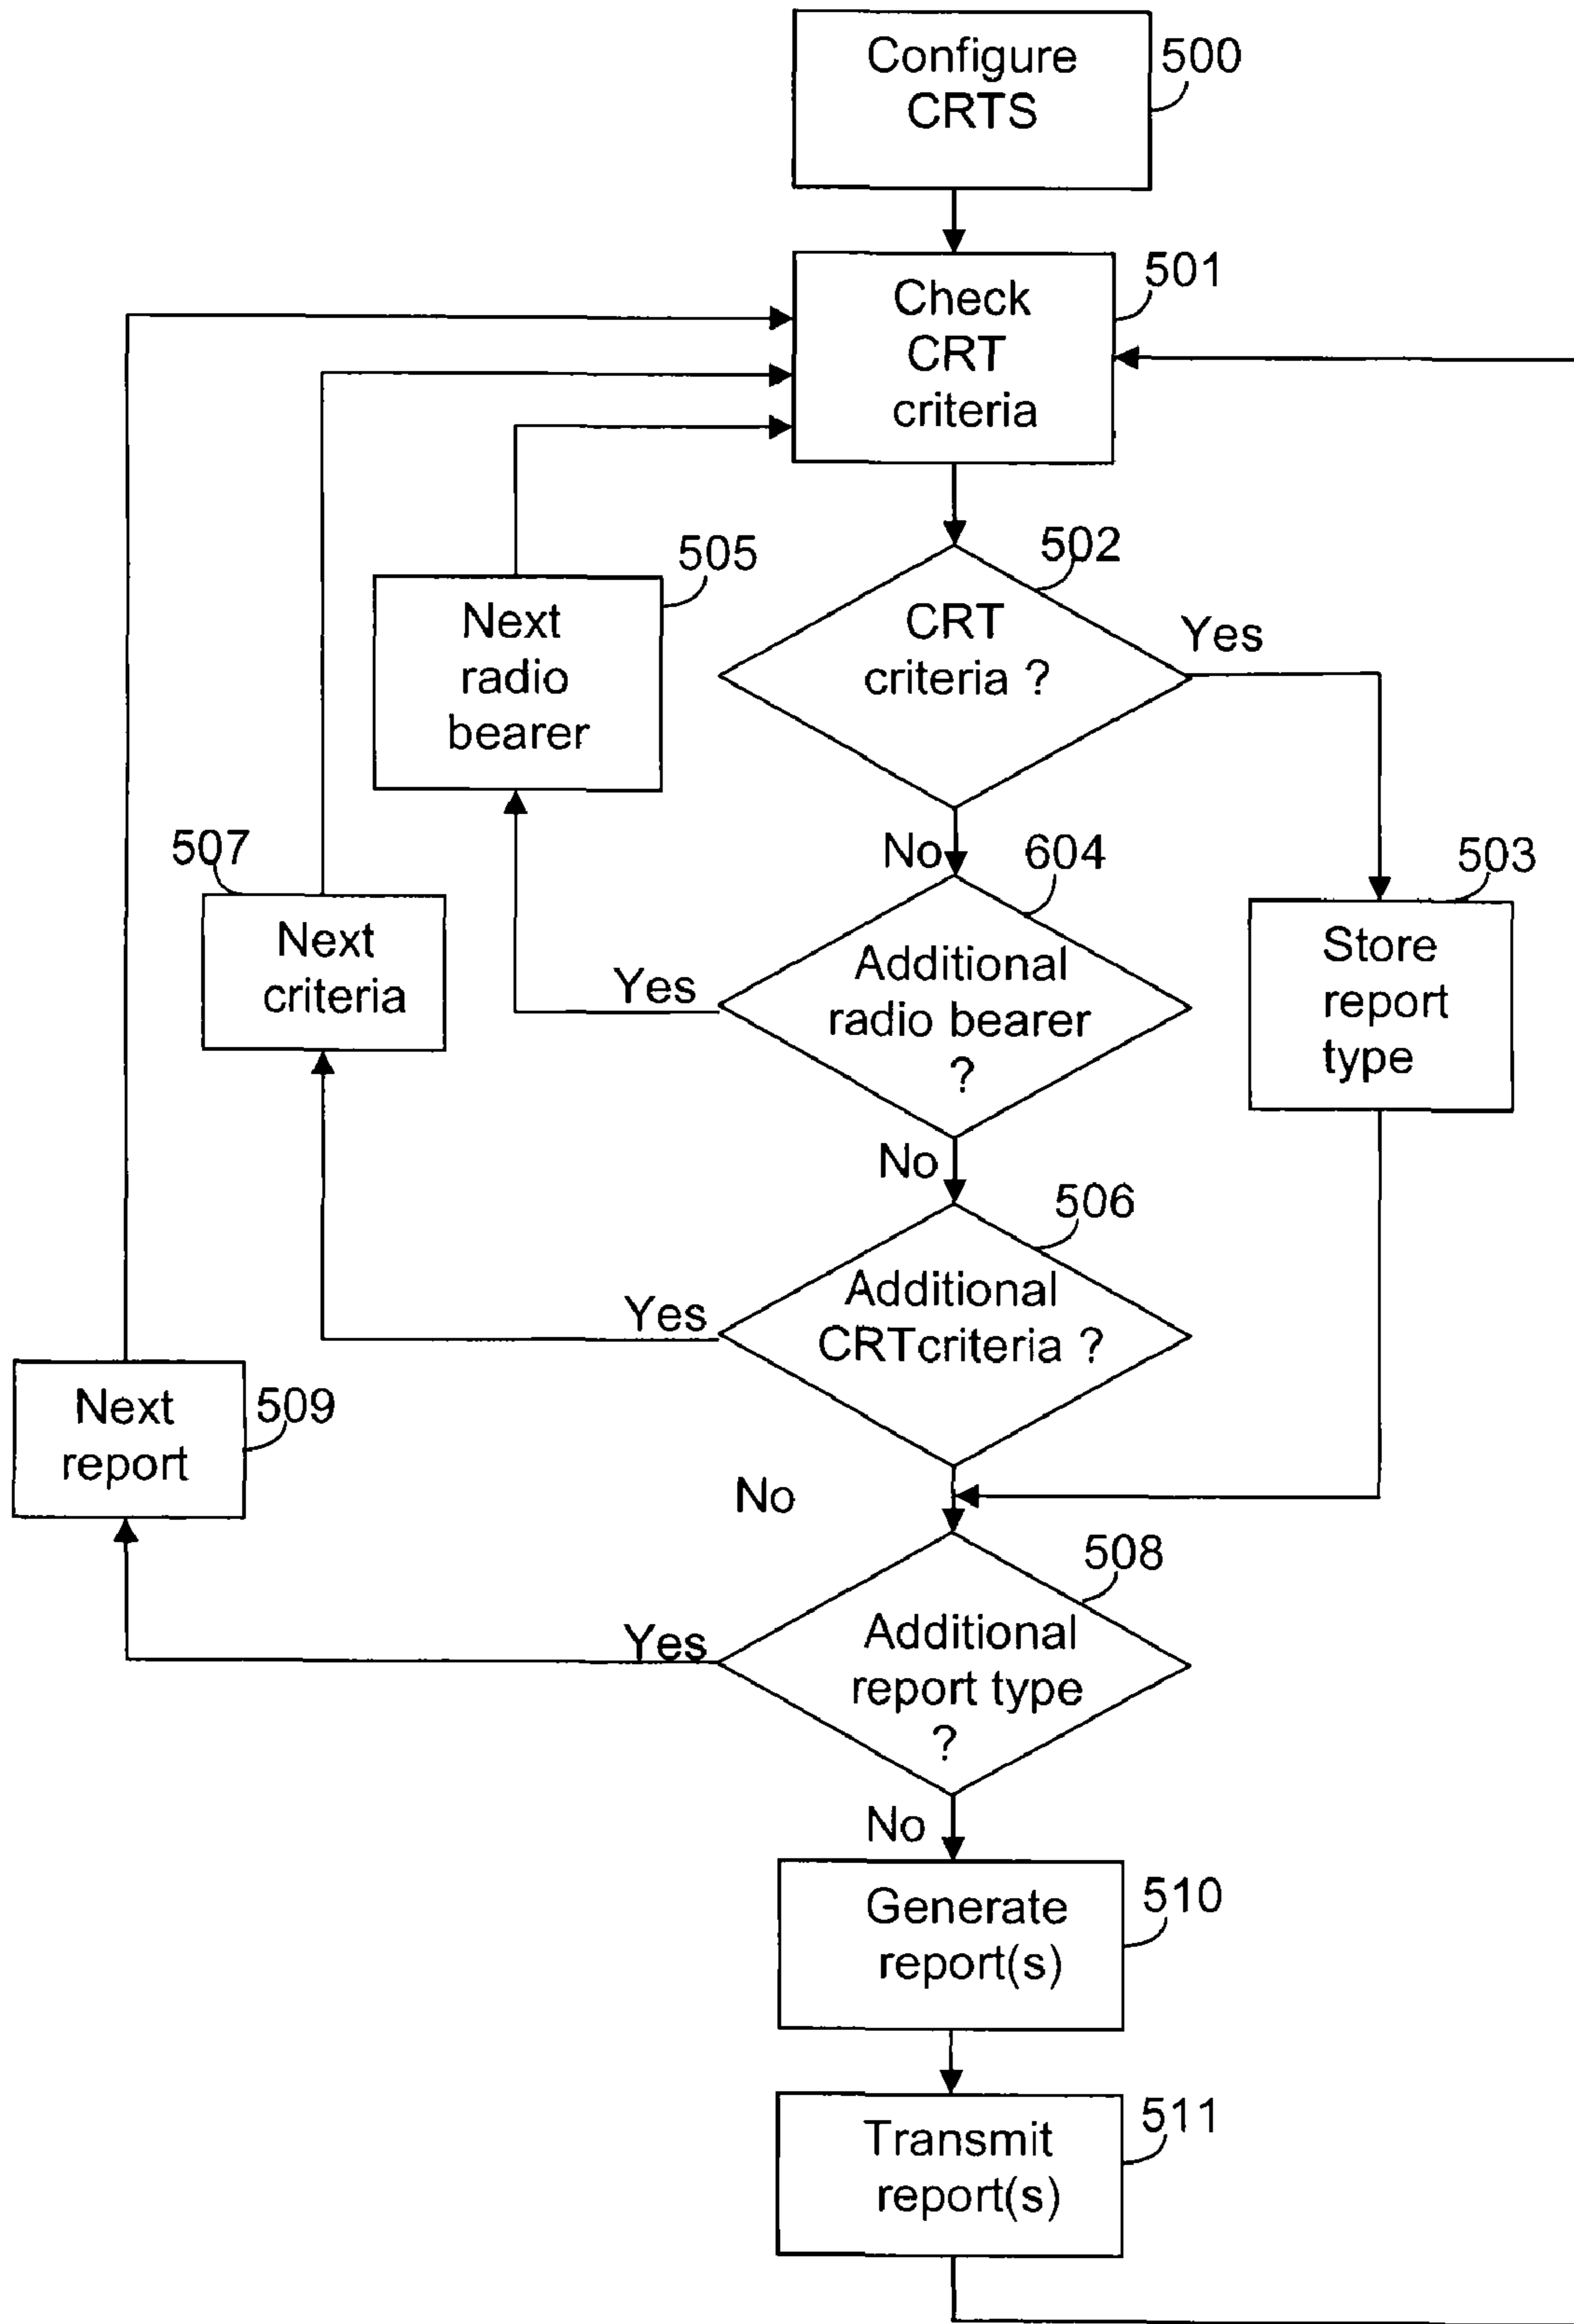 Configure
CRTS
500
Check
CRT
criteria
501
502
CRT
criteria ?
Yes
505
Next
radio
bearer
No
604
507
503
Next
criteria
Yes
Additional
radio bearer
?
Store
report
type
No
506
Additional
CRTcriteria ?
Yes
Next
report
509
No
508
Yes
Additional
report type
?
No
Generate
report(s)
510
Transmit
report(s)
511